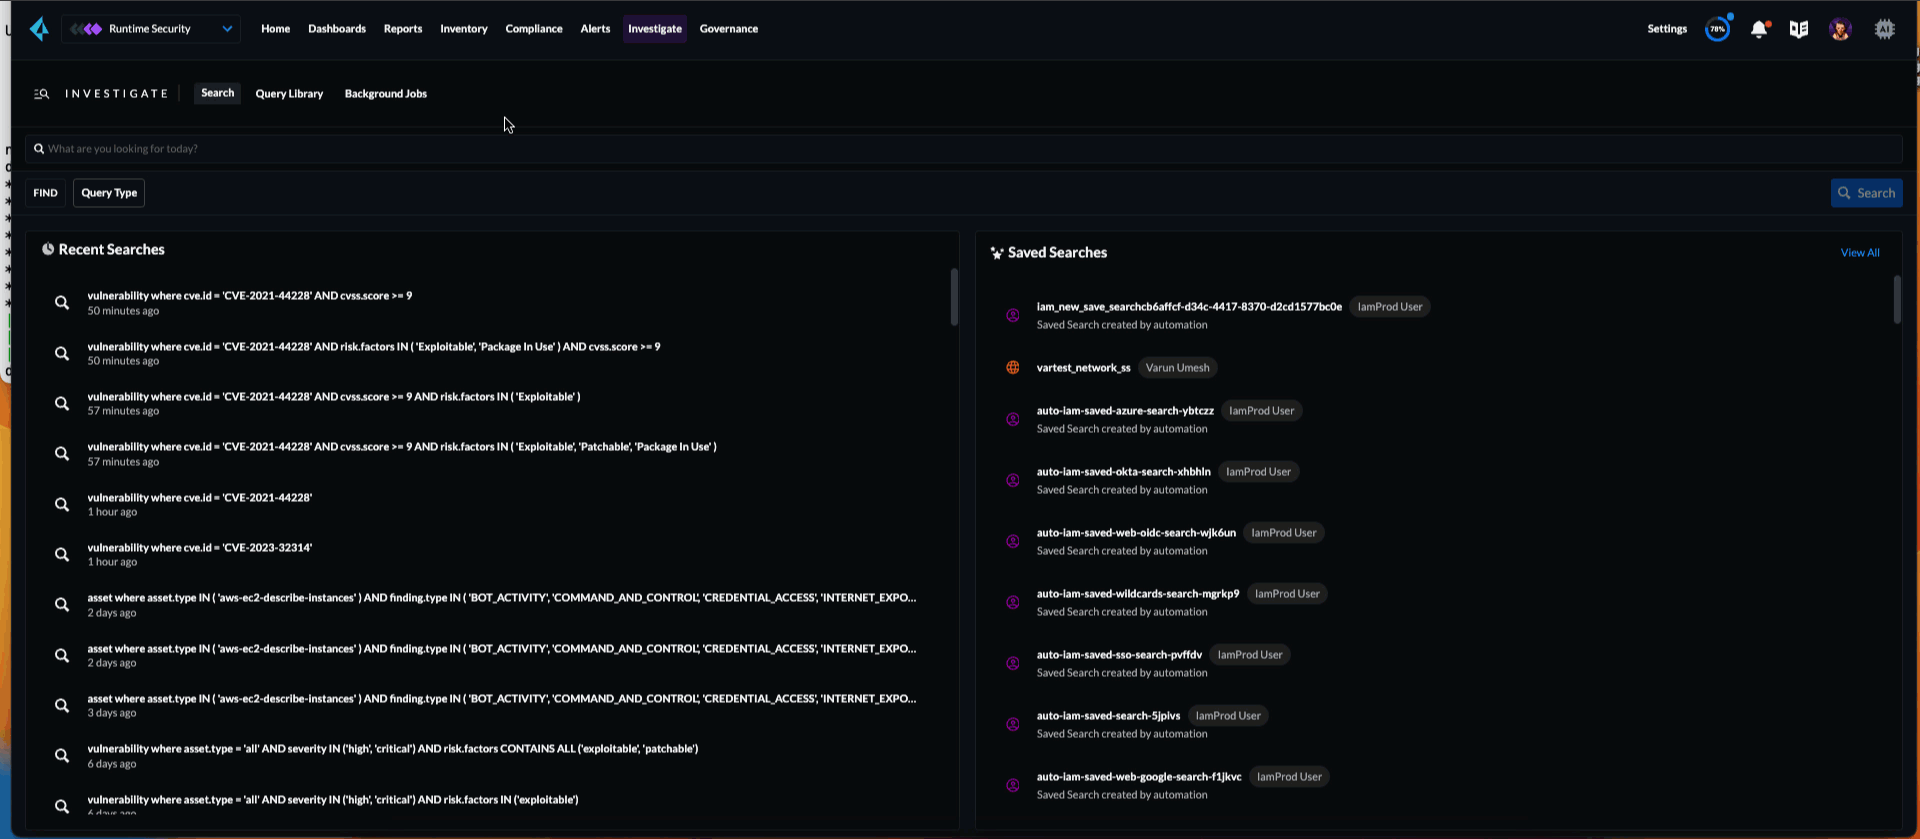 Runtime Security
Home
Dashboards
Reports
Inventory
Compliance
Alerts
Investigate
Governance
Settings
78%
AI
INVESTIGATE
Search
Query Library
Background Jobs
What are you looking for today?
FIND
Query Type
Search
Recent Searches
vulnerability where cve.id = 'CVE-2021-44228' AND cvss.score >= 9
50 minutes ago
vulnerability where cve.id = 'CVE-2021-44228' AND risk.factors IN ( 'Exploitable', 'Package In Use' ) AND cvss.score >= 9
50 minutes ago
vulnerability where cve.id = 'CVE-2021-44228' AND cvss.score >= 9 AND risk.factors IN ( 'Exploitable' )
57 minutes ago
vulnerability where cve.id = 'CVE-2021-44228' AND cvss.score >= 9 AND risk.factors IN ( 'Exploitable', 'Patchable', 'Package In Use' )
57 minutes ago
vulnerability where cve.id = 'CVE-2021-44228'
1 hour ago
vulnerability where cve.id = 'CVE-2023-32314'
1 hour ago
asset where asset.type IN ( 'aws-ec2-describe-instances' ) AND finding.type IN ( 'BOT_ACTIVITY', 'COMMAND_AND_CONTROL', 'CREDENTIAL_ACCESS', 'INTERNET_EXPO...
2 days ago
asset where asset.type IN ( 'aws-ec2-describe-instances' ) AND finding.type IN ( 'BOT_ACTIVITY', 'COMMAND_AND_CONTROL', 'CREDENTIAL_ACCESS', 'INTERNET_EXPO...
2 days ago
asset where asset.type IN ( 'aws-ec2-describe-instances' ) AND finding.type IN ( 'BOT_ACTIVITY', 'COMMAND_AND_CONTROL', 'CREDENTIAL_ACCESS', 'INTERNET_EXPO...
3 days ago
vulnerability where asset.type = 'all' AND severity IN ('high', 'critical') AND risk.factors CONTAINS ALL ('exploitable', 'patchable')
6 days ago
vulnerability where asset.type = 'all' AND severity IN ('high', 'critical') AND risk.factors IN ('exploitable')
6 days ago
Saved Searches
View All
iam_new_save_searchcb6affcf-d34c-4417-8370-d2cd1577bc0e IamProd User
Saved Search created by automation
vartest_network_ss Varun Umesh
auto-iam-saved-azure-search-ybtczz IamProd User
Saved Search created by automation
auto-iam-saved-okta-search-xhbhln IamProd User
Saved Search created by automation
auto-iam-saved-web-oidc-search-wjk6un IamProd User
Saved Search created by automation
auto-iam-saved-wildcards-search-mgrkp9 IamProd User
Saved Search created by automation
auto-iam-saved-sso-search-pvffdv IamProd User
Saved Search created by automation
auto-iam-saved-search-5jpivs IamProd User
Saved Search created by automation
auto-iam-saved-web-google-search-f1jkvc IamProd User
Saved Search created by automation